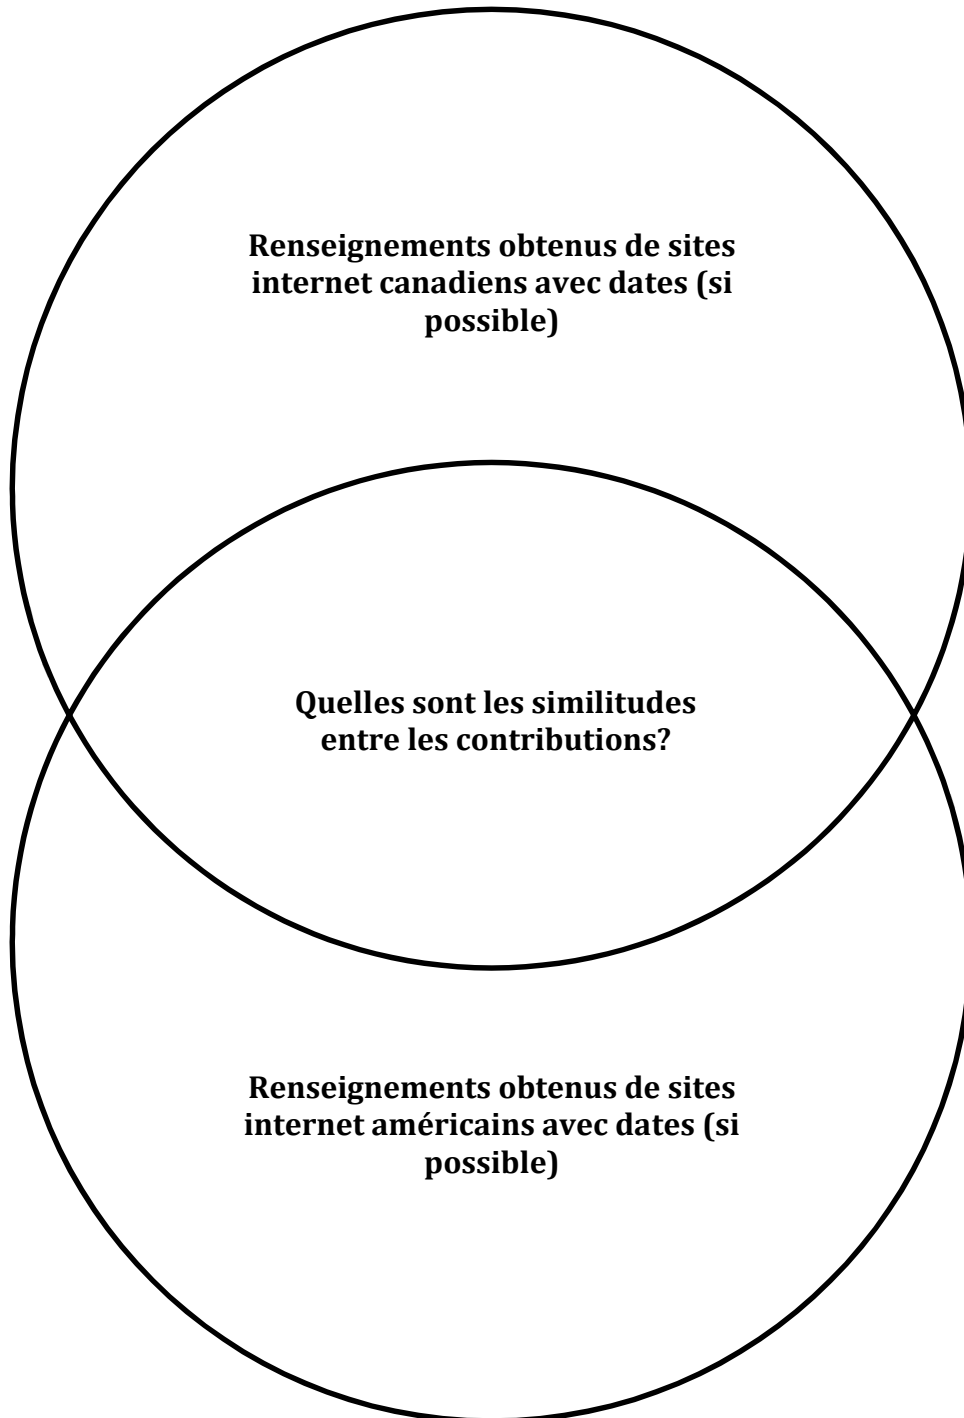 Renseignements obtenus de sites
internet canadiens avec dates (si
possible)
Quelles sont les similitudes
entre les contributions?
Renseignements obtenus de sites
internet américains avec dates (si
possible)